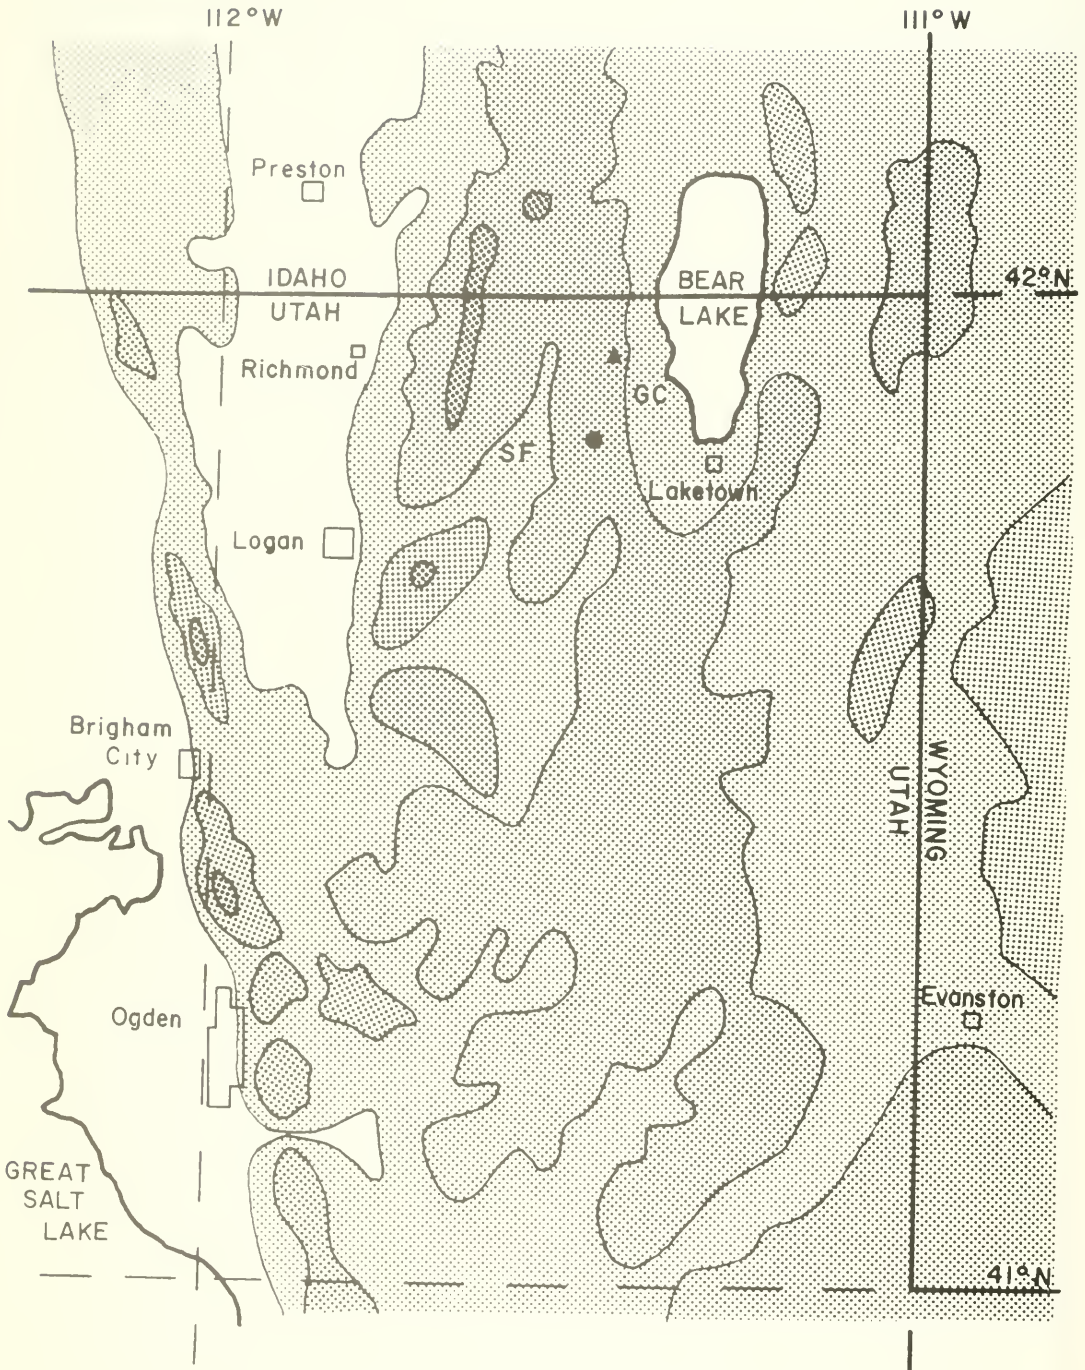 112°W
111°W
Preston
IDAHO
UTAH
BEAR
LAKE
42°N
Richmond
GC
SF
Laketown
Logan
Brigham
City
WYOMING
UTAH
Ogden
Evanston
GREAT
SALT
LAKE
41°N